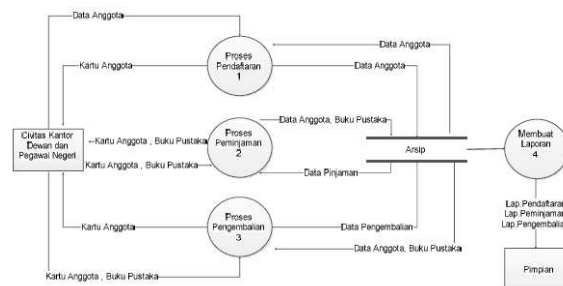 Data Anggota
Proses
Pendaftaran
1
Data Anggota
Kartu Anggota
Data Anggota
Civitas Kantor
Dewan dan
Pegawai Negeri
Kartu Anggota , Buku Pustaka
Kartu Anggota , Buku Pustaka
Proses
Peminjaman
2
Data Anggota, Buku Pustaka
Data Pinjaman
Arsip
Membuat
Laporan
4
Lap.Pendaftaran
Lap.Peminjaman
Lap.Pengembalia
Kartu Anggota
Proses
Pengembalian
3
Data Pengembalian
Data Anggota, Buku Pustaka
Kartu Anggota , Buku Pustaka
Pimpian